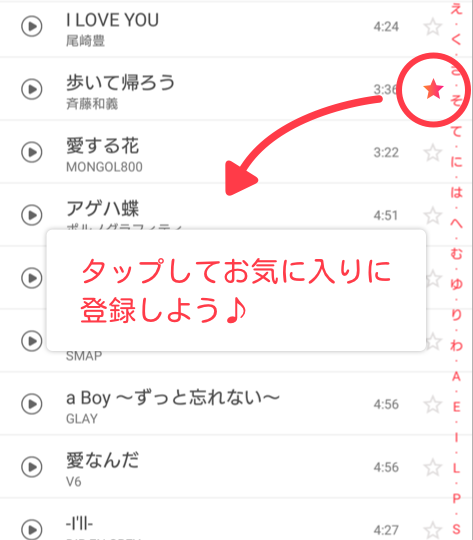 I LOVE YOU
4:24
尾崎豊
歩いて帰ろう
3:36
斉藤和義
愛する花
3:22
MONGOL800
アゲハ蝶
4:51
ポルノグラフィティ
タップしてお気に入りに
登録しよう♪
SMAP
a Boy 〜ずっと忘れない〜
4:56
GLAY
愛なんだ
4:56
V6
-I'll-
4:27
え
く
さ
そ
て
に
は
へ
む
ゆ
り
わ
A
E
I
L
P
S